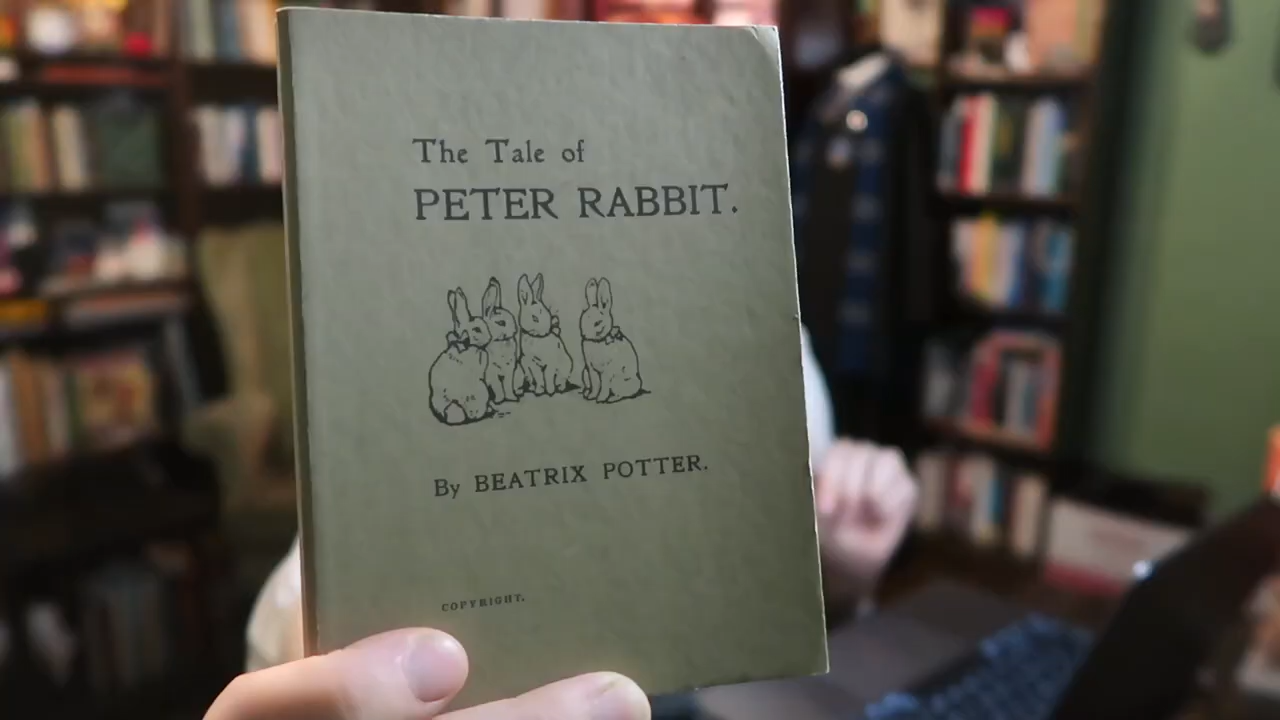 The Tale of
PETER RABBIT.
By BEATRIX POTTER.
COPYRIGHT.